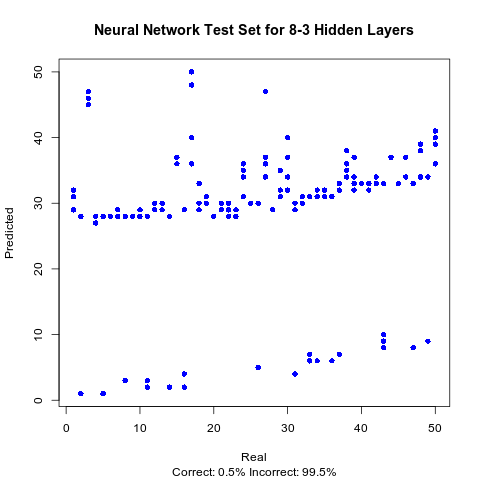 Neural Network Test Set for 8-3 Hidden Layers
Predicted
50
40
30
20
10
0
0 10 20 30 40 50
Real
Correct: 0.5% Incorrect: 99.5%